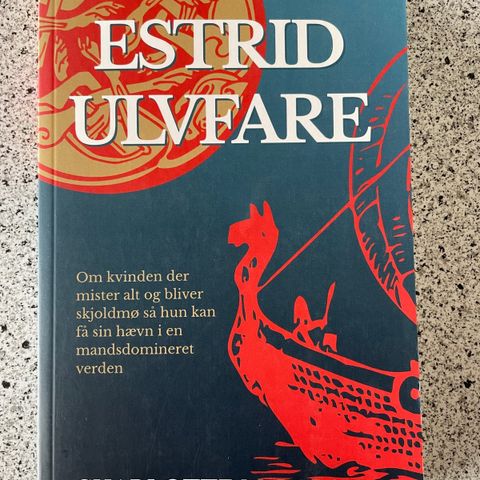 ESTRID
ULVFARE
Om kvinden der
mister alt og bliver
skjoldmø så hun kan
få sin hævn i en
mandsdomineret
verden